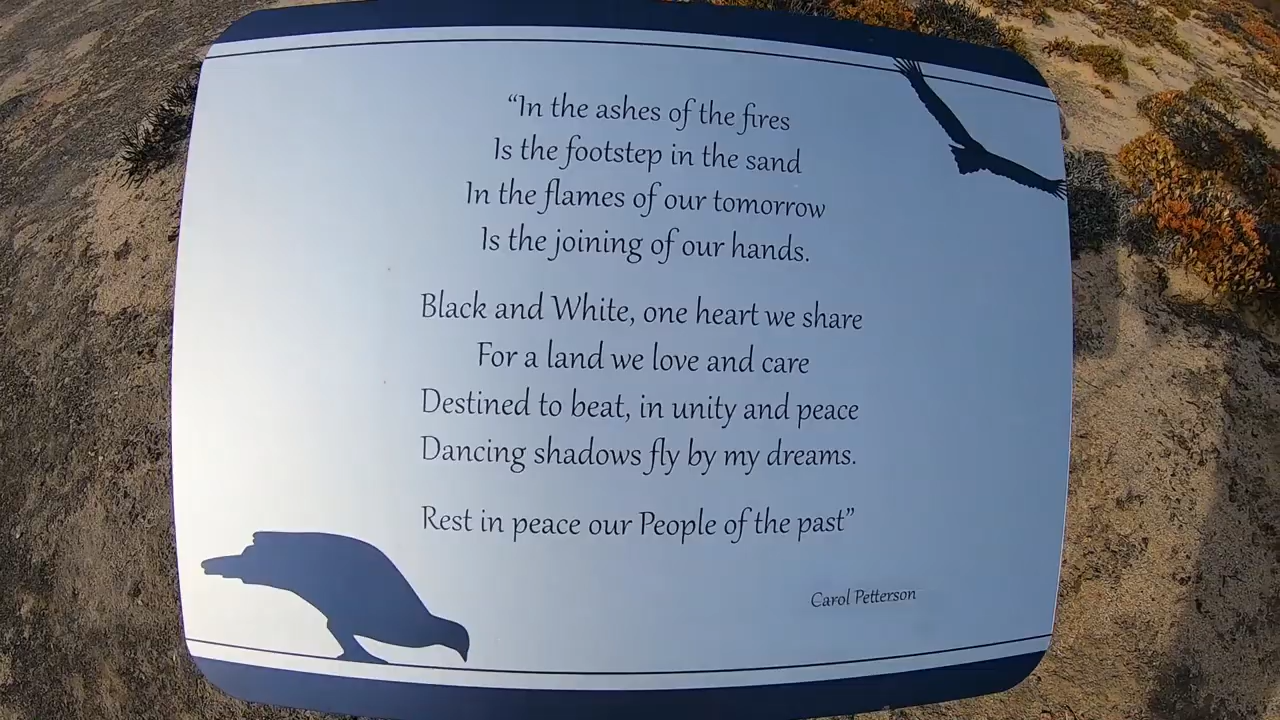 “In the ashes of the fires
Is the footstep in the sand
In the flames of our tomorrow
Is the joining of our hands.
Black and White, one heart we share
For a land we love and care
Destined to beat, in unity and peace
Dancing shadows fly by my dreams.
Rest in peace our People of the past”
Carol Petterson